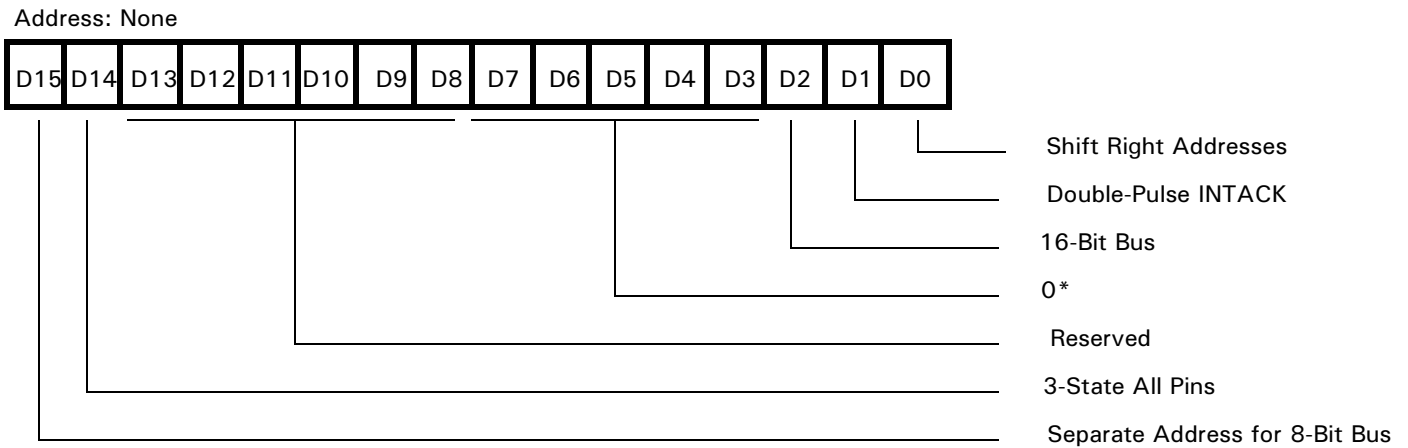 Address: None
D15 D14 D13 D12 D11 D10 D9 D8 D7 D6 D5 D4 D3 D2 D1 D0
Shift Right Addresses
Double-Pulse INTACK
16-Bit Bus
0*
Reserved
3-State All Pins
Separate Address for 8-Bit Bus